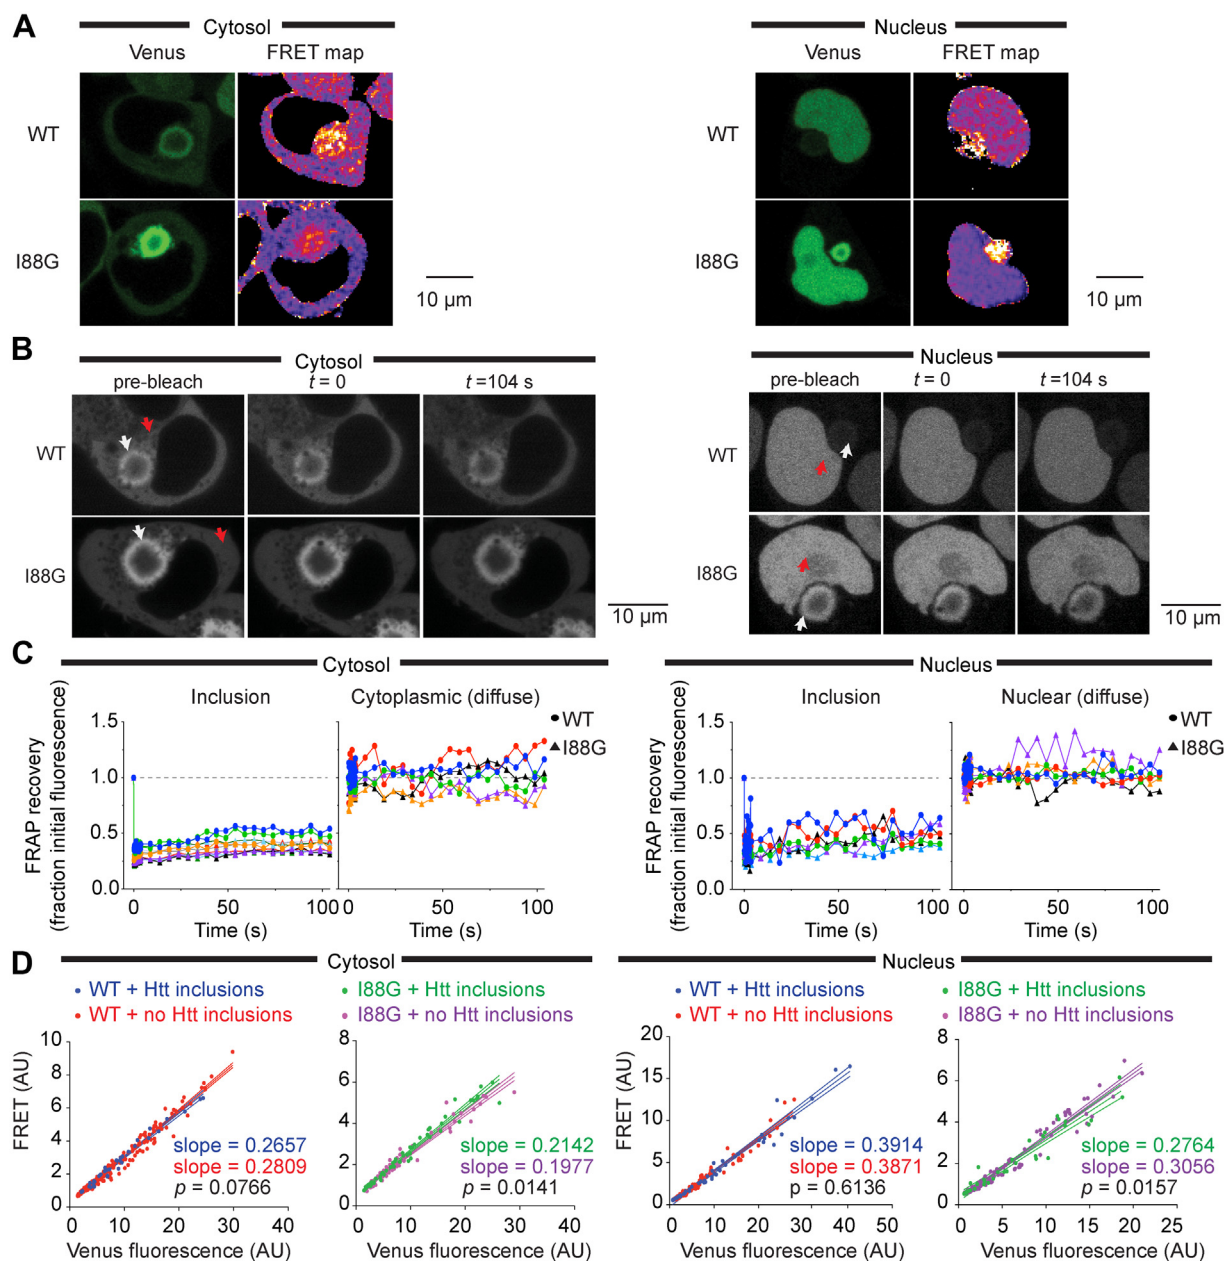 A
Cytosol
Nucleus
Venus
FRET map
Venus
FRET map
WT
WT
I88G
I88G
10 µm
10 µm
B
Cytosol
Nucleus
pre-bleach
t = 0
t =104 s
pre-bleach
t = 0
t =104 s
WT
WT
I88G
I88G
10 µm
10 µm
C
Cytosol
Nucleus
Inclusion
Cytoplasmic (diffuse)
Inclusion
Nuclear (diffuse)
WT
I88G
WT
I88G
FRAP recovery
(fraction initial fluorescence)
1.5
1.0
0.5
0.0
0
50
100
0
50
100
Time (s)
Time (s)
FRAP recovery
(fraction initial fluorescence)
1.5
1.0
0.5
0.0
0
50
100
0
50
100
Time (s)
Time (s)
D
Cytosol
Nucleus
WT + Htt inclusions
WT + no Htt inclusions
I88G + Htt inclusions
I88G + no Htt inclusions
WT + Htt inclusions
WT + no Htt inclusions
I88G + Htt inclusions
I88G + no Htt inclusions
FRET (AU)
10
8
6
4
2
0
slope = 0.2657
slope = 0.2809
p = 0.0766
0
10
20
30
40
Venus fluorescence (AU)
8
6
4
2
0
slope = 0.2142
slope = 0.1977
p = 0.0141
0
10
20
30
40
Venus fluorescence (AU)
FRET (AU)
20
15
10
5
0
slope = 0.3914
slope = 0.3871
p = 0.6136
0
10
20
30
40
50
Venus fluorescence (AU)
8
6
4
2
0
slope = 0.2764
slope = 0.3056
p = 0.0157
0
5
10
15
20
25
Venus fluorescence (AU)